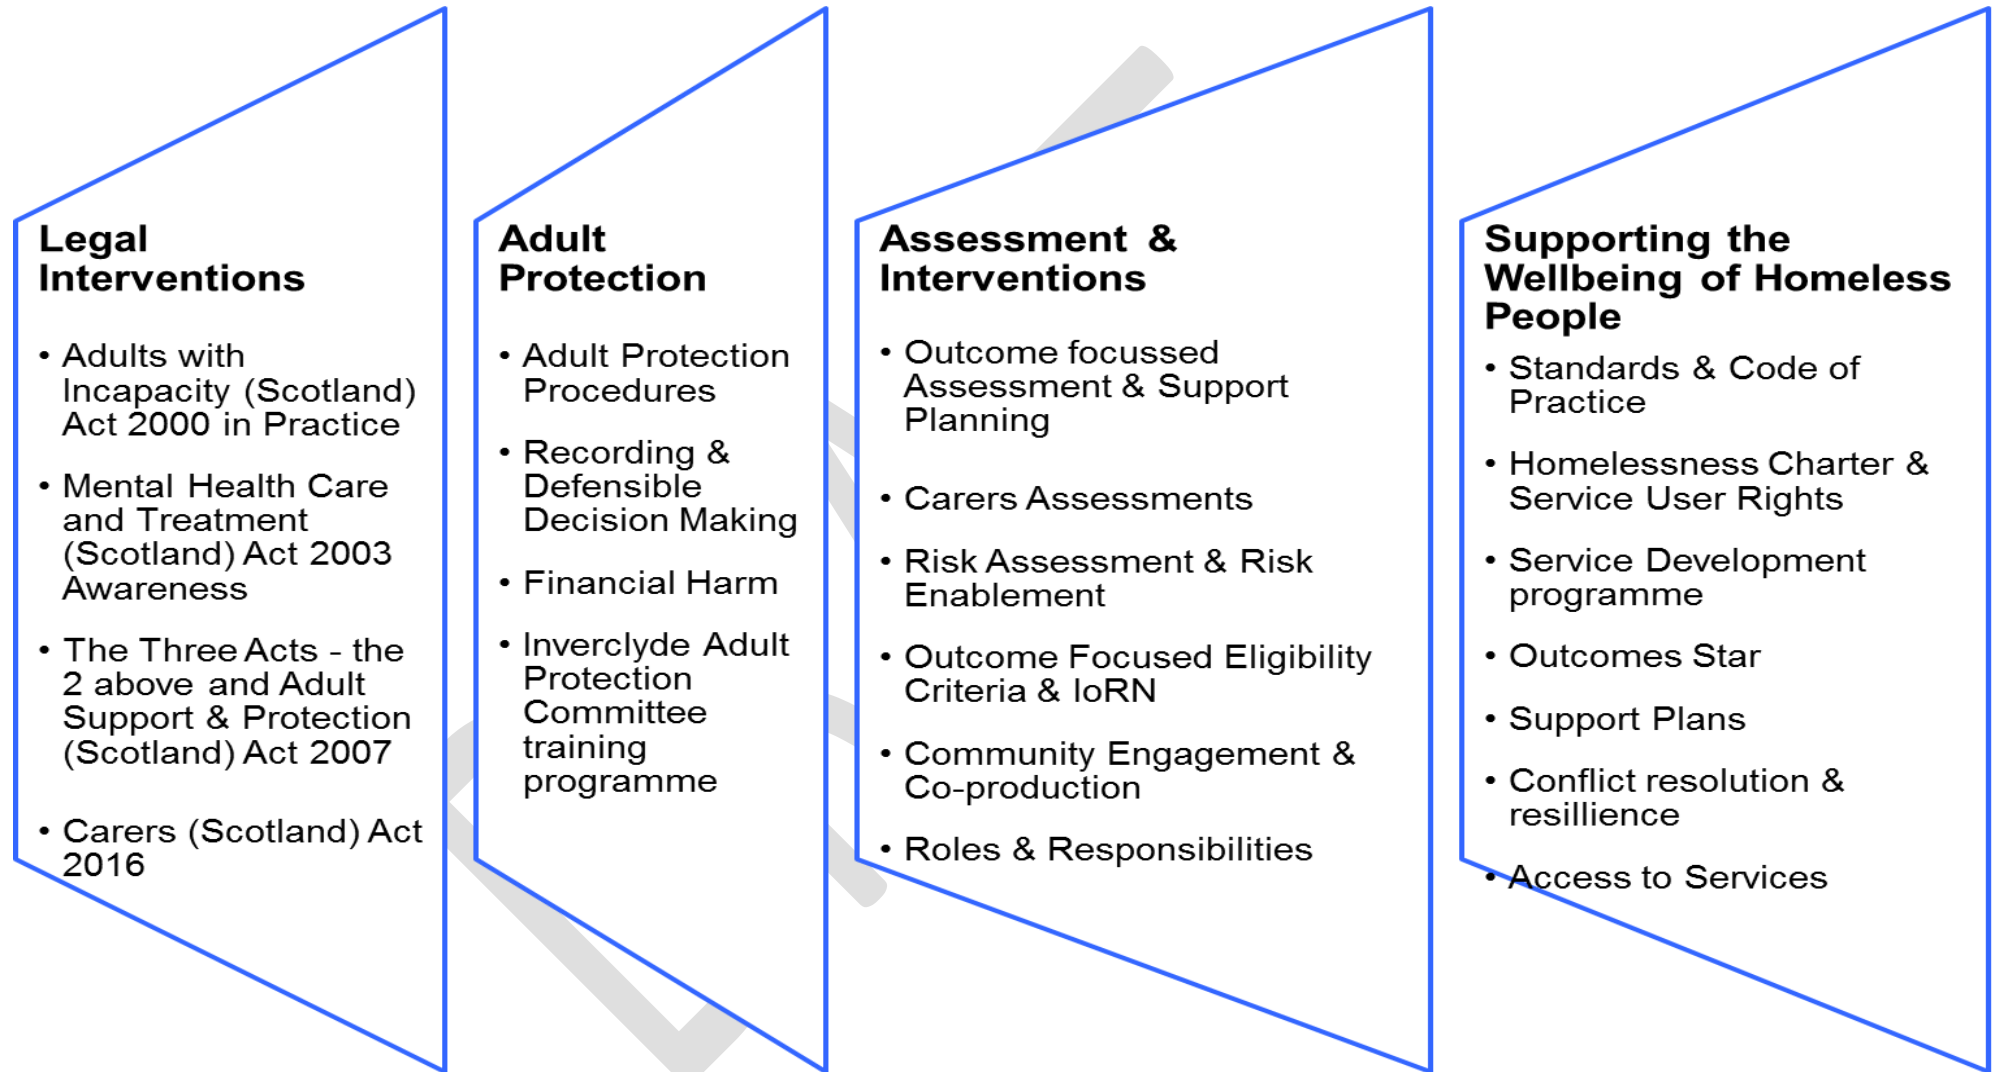 Legal
Interventions
• Adults with
Incapacity (Scotland)
Act 2000 in Practice
• Mental Health Care
and Treatment
(Scotland) Act 2003
Awareness
• The Three Acts - the
2 above and Adult
Support & Protection
(Scotland) Act 2007
• Carers (Scotland) Act
2016
Adult
Protection
• Adult Protection
Procedures
• Recording &
Defensible
Decision Making
• Financial Harm
• Inverclyde Adult
Protection
Committee
training
programme
Assessment &
Interventions
• Outcome focussed
Assessment & Support
Planning
• Carers Assessments
• Risk Assessment & Risk
Enablement
• Outcome Focused Eligibility
Criteria & IoRN
• Community Engagement &
Co-production
• Roles & Responsibilities
Supporting the
Wellbeing of Homeless
People
• Standards & Code of
Practice
• Homelessness Charter &
Service User Rights
• Service Development
programme
• Outcomes Star
• Support Plans
• Conflict resolution &
resillience
• Access to Services